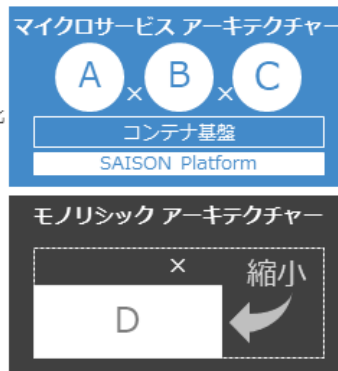 マイクロサービス アーキテクチャー
A × B × C
コンテナ基盤
SAISON Platform
モノリシック アーキテクチャー
× 縮小
D